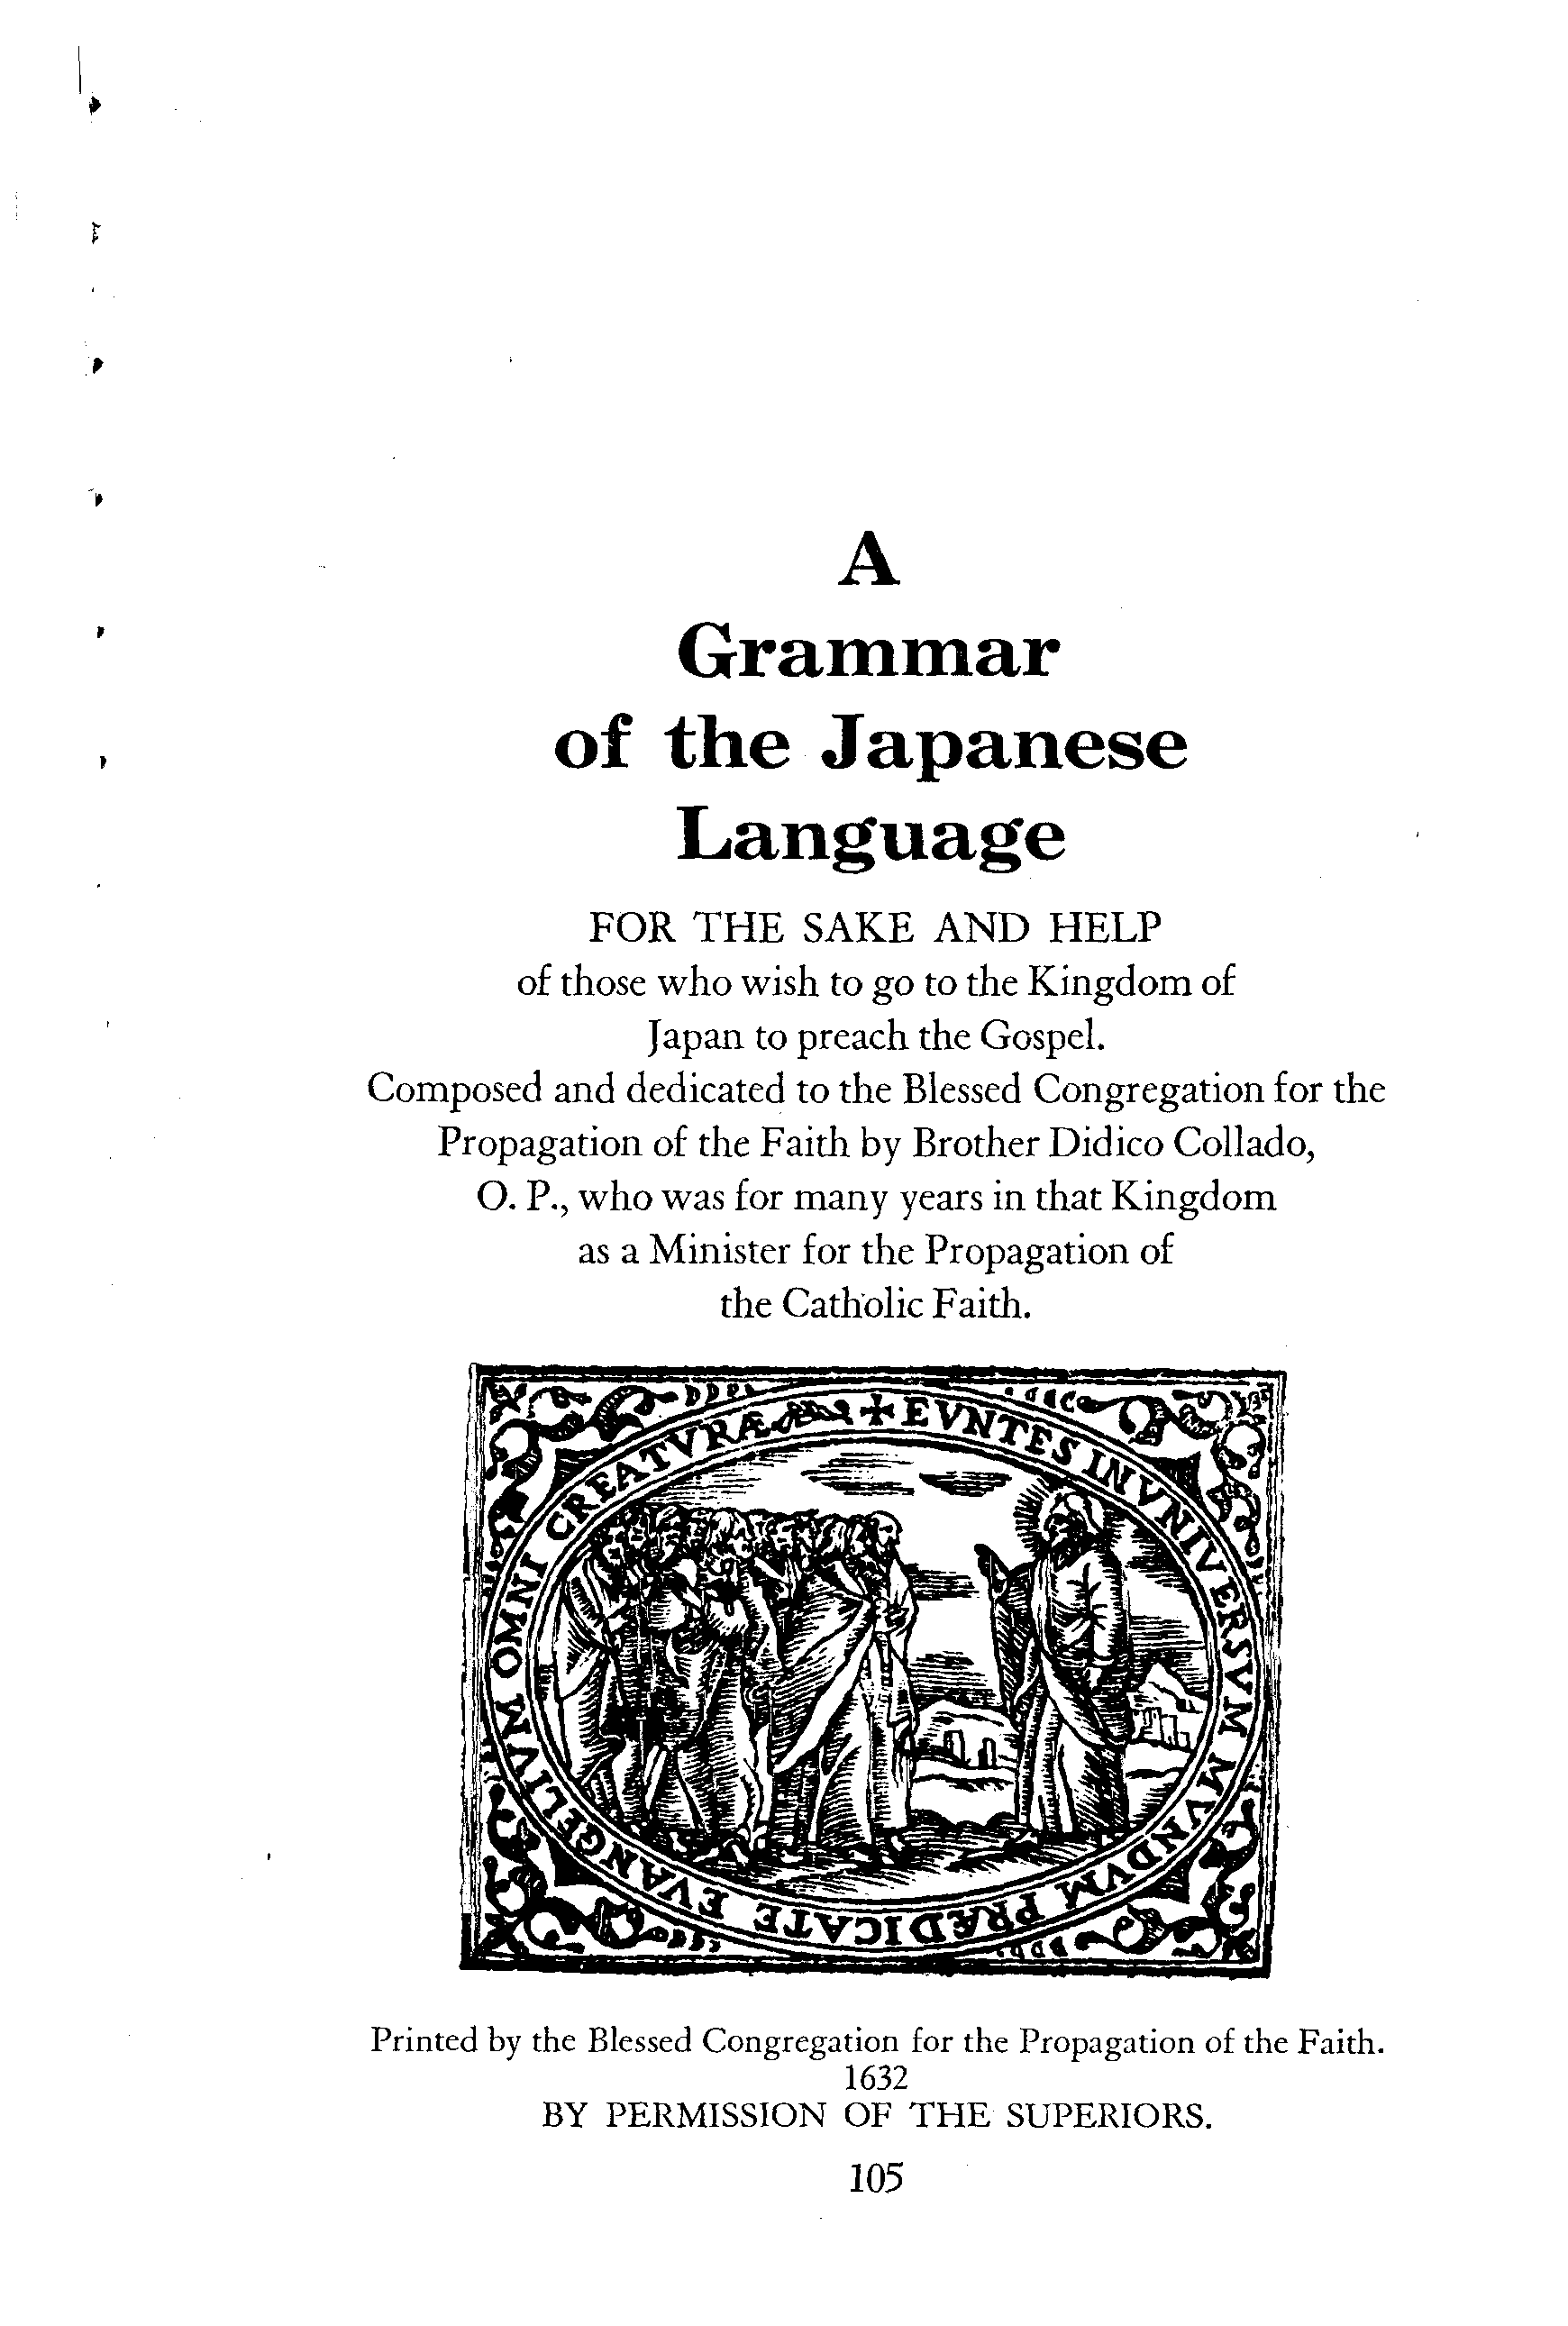 A
Grammar
of the Japanese
Language
FOR THE SAKE AND HELP
of those who wish to go to the Kingdom of
Japan to preach the Gospel.
Composed and dedicated to the Blessed Congregation for the
Propagation of the Faith by Brother Didico Collado,
O. P., who was for many years in that Kingdom
as a Minister for the Propagation of
the Catholic Faith.
✠ EVNTES IN VNIVERSVM MVNDVM PRÆDICATE EVANGELIVM OMNI CREATVRÆ
Printed by the Blessed Congregation for the Propagation of the Faith.
1632
BY PERMISSION OF THE SUPERIORS.
105